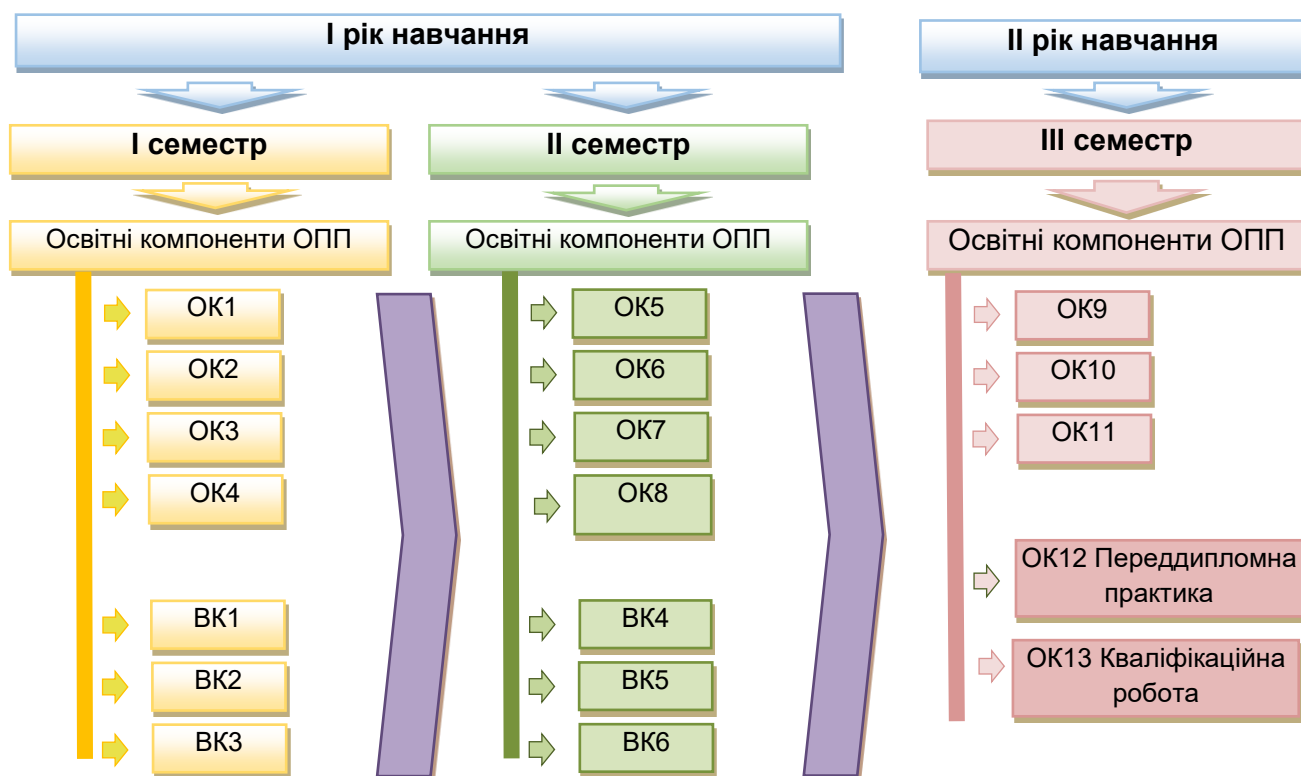 І рік навчання
ІІ рік навчання
І семестр
ІІ семестр
ІІІ семестр
Освітні компоненти ОПП
Освітні компоненти ОПП
Освітні компоненти ОПП
ОК1
ОК2
ОК3
ОК4
ВК1
ВК2
ВК3
ОК5
ОК6
ОК7
ОК8
ВК4
ВК5
ВК6
ОК9
ОК10
ОК11
ОК12 Переддипломна
практика
ОК13 Кваліфікаційна
робота